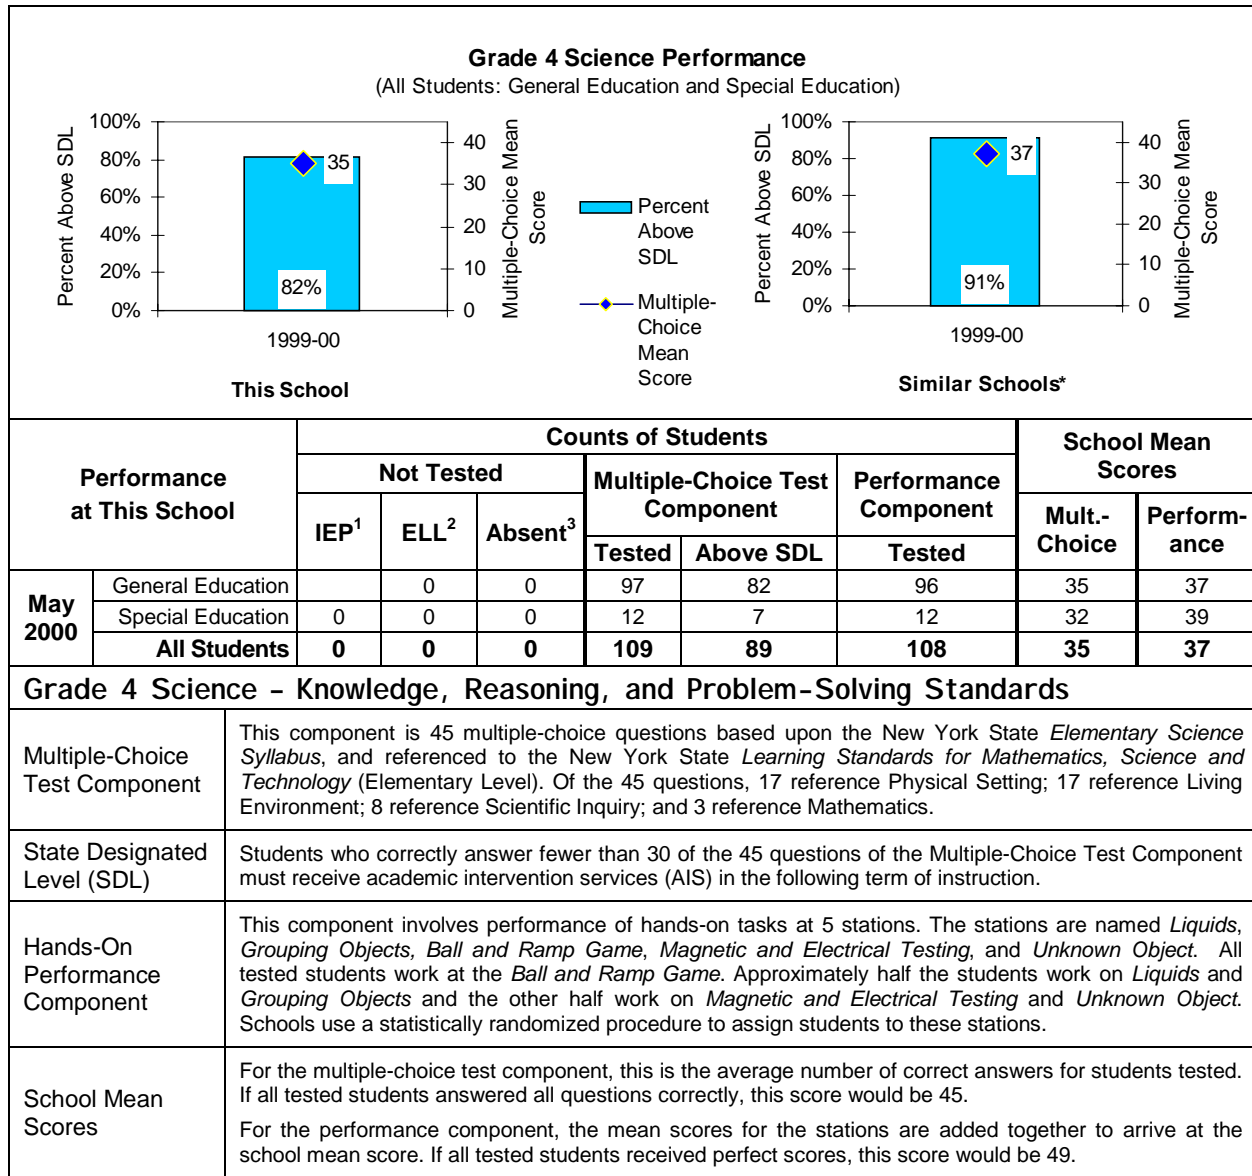 Grade 4 Science Performance
(All Students: General Education and Special Education)
Percent Above SDL
100%
80%
60%
40%
20%
0%
35
82%
40
30
20
10
0
Multiple-Choice Mean
Score
1999-00
This School
Percent
Above
SDL
Multiple-
Choice
Mean
Score
Percent Above SDL
100%
80%
60%
40%
20%
0%
37
91%
40
30
20
10
0
Multiple-Choice Mean
Score
1999-00
Similar Schools*
Performance
at This School
Counts of Students
School Mean
Scores
Not Tested
Multiple-Choice Test
Component
Performance
Component
IEP1 ELL2 Absent3
Mult.-
Choice
Perform-
ance
Tested Above SDL Tested
May
2000
General Education 0 0 97 82 96 35 37
Special Education 0 0 0 12 7 12 32 39
All Students 0 0 0 109 89 108 35 37
Grade 4 Science – Knowledge, Reasoning, and Problem-Solving Standards
Multiple-Choice
Test Component
This component is 45 multiple-choice questions based upon the New York State Elementary Science
Syllabus, and referenced to the New York State Learning Standards for Mathematics, Science and
Technology (Elementary Level). Of the 45 questions, 17 reference Physical Setting; 17 reference Living
Environment; 8 reference Scientific Inquiry; and 3 reference Mathematics.
State Designated
Level (SDL)
Students who correctly answer fewer than 30 of the 45 questions of the Multiple-Choice Test Component
must receive academic intervention services (AIS) in the following term of instruction.
Hands-On
Performance
Component
This component involves performance of hands-on tasks at 5 stations. The stations are named Liquids,
Grouping Objects, Ball and Ramp Game, Magnetic and Electrical Testing, and Unknown Object. All
tested students work at the Ball and Ramp Game. Approximately half the students work on Liquids and
Grouping Objects and the other half work on Magnetic and Electrical Testing and Unknown Object.
Schools use a statistically randomized procedure to assign students to these stations.
School Mean
Scores
For the multiple-choice test component, this is the average number of correct answers for students tested.
If all tested students answered all questions correctly, this score would be 45.
For the performance component, the mean scores for the stations are added together to arrive at the
school mean score. If all tested students received perfect scores, this score would be 49.